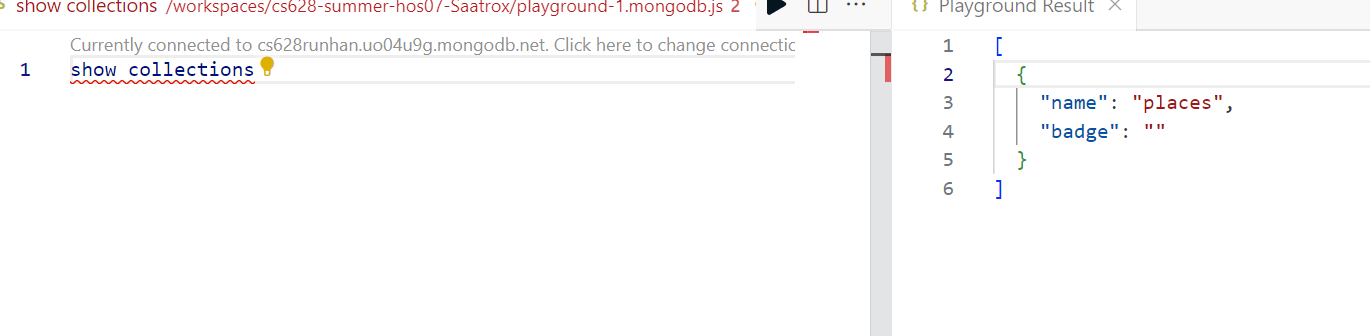 show collections /workspaces/cs628-summer-hos07-Saatrox/playground-1.mongodb.js 2 ...
Currently connected to cs628runhan.uo04u9g.mongodb.net. Click here to change connectic
1 show collections
{} Playground Result ×
1 [
2 {
3 "name": "places",
4 "badge": ""
5 }
6 ]